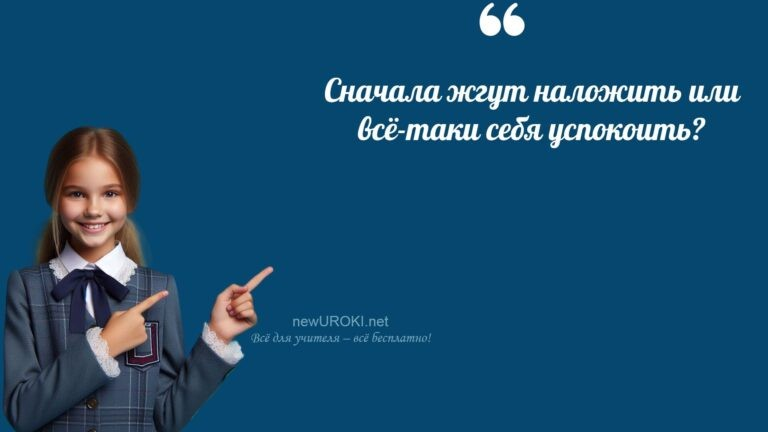 Сначала жгут наложить или
всё-таки себя успокоить?
newUROKI.net
Всё для учителя – всё бесплатно!